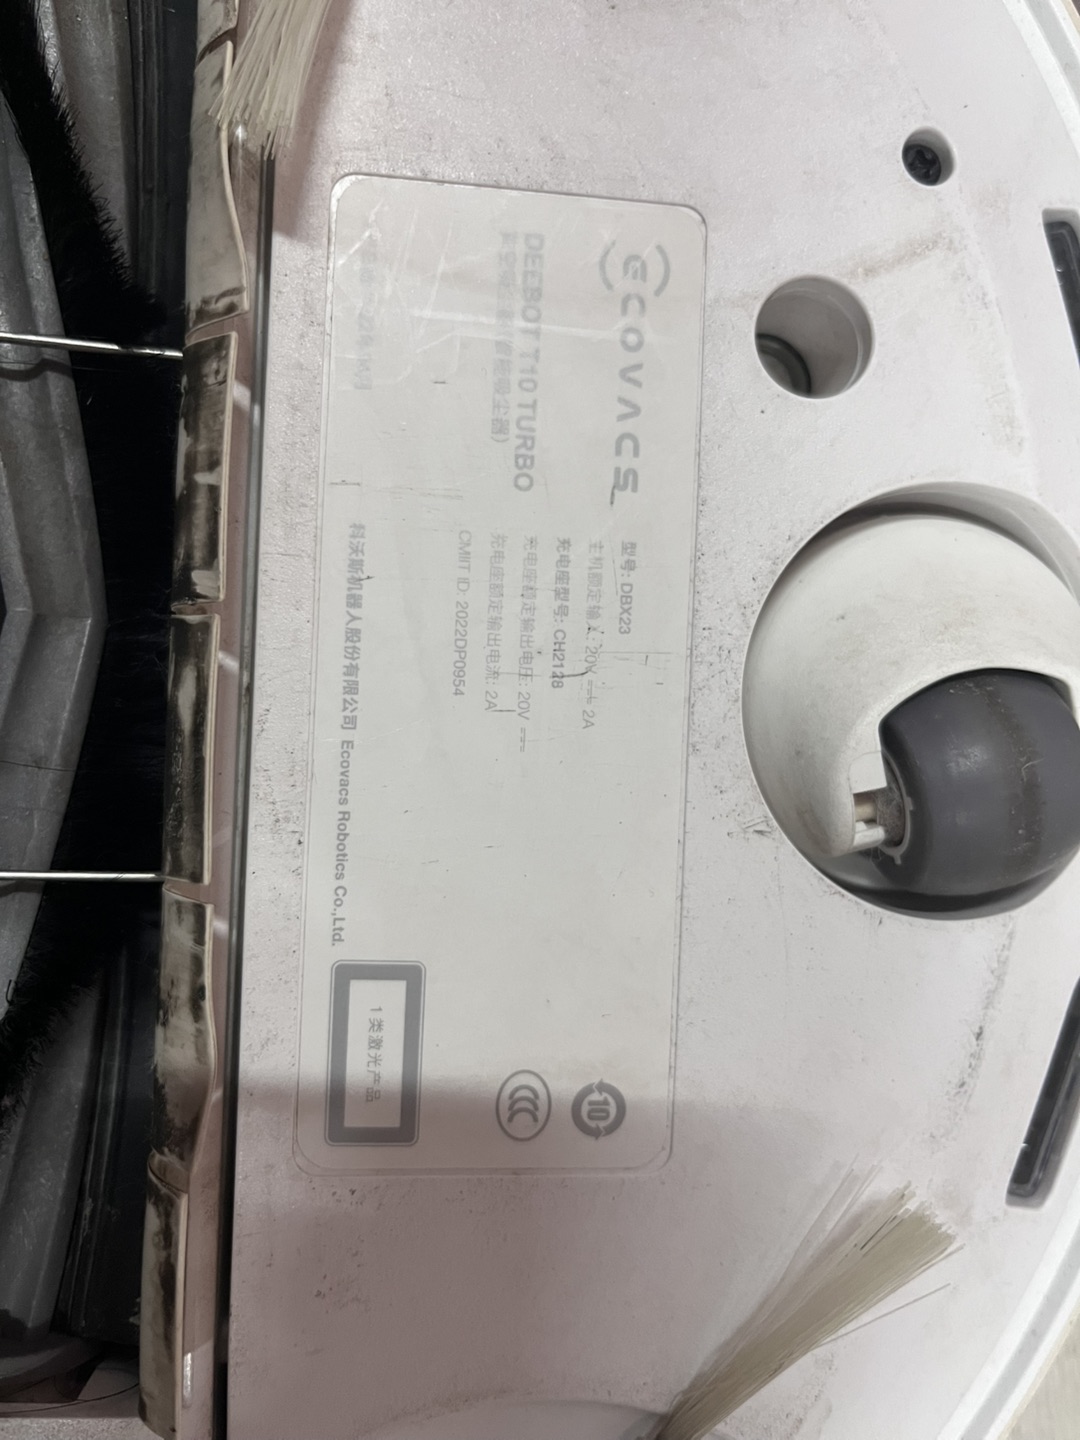 ECOVACS
DEEBOT T10 TURBO
型号: DBX23
主机额定输入: 20V ⎓ 2A
充电座型号: CH2128
充电座额定输出电压: 20V ⎓
充电座额定输出电流: 2A
CMIIT ID: 2022DP0954
科沃斯机器人股份有限公司 Ecovacs Robotics Co.,Ltd.
10
CCC
1类激光产品